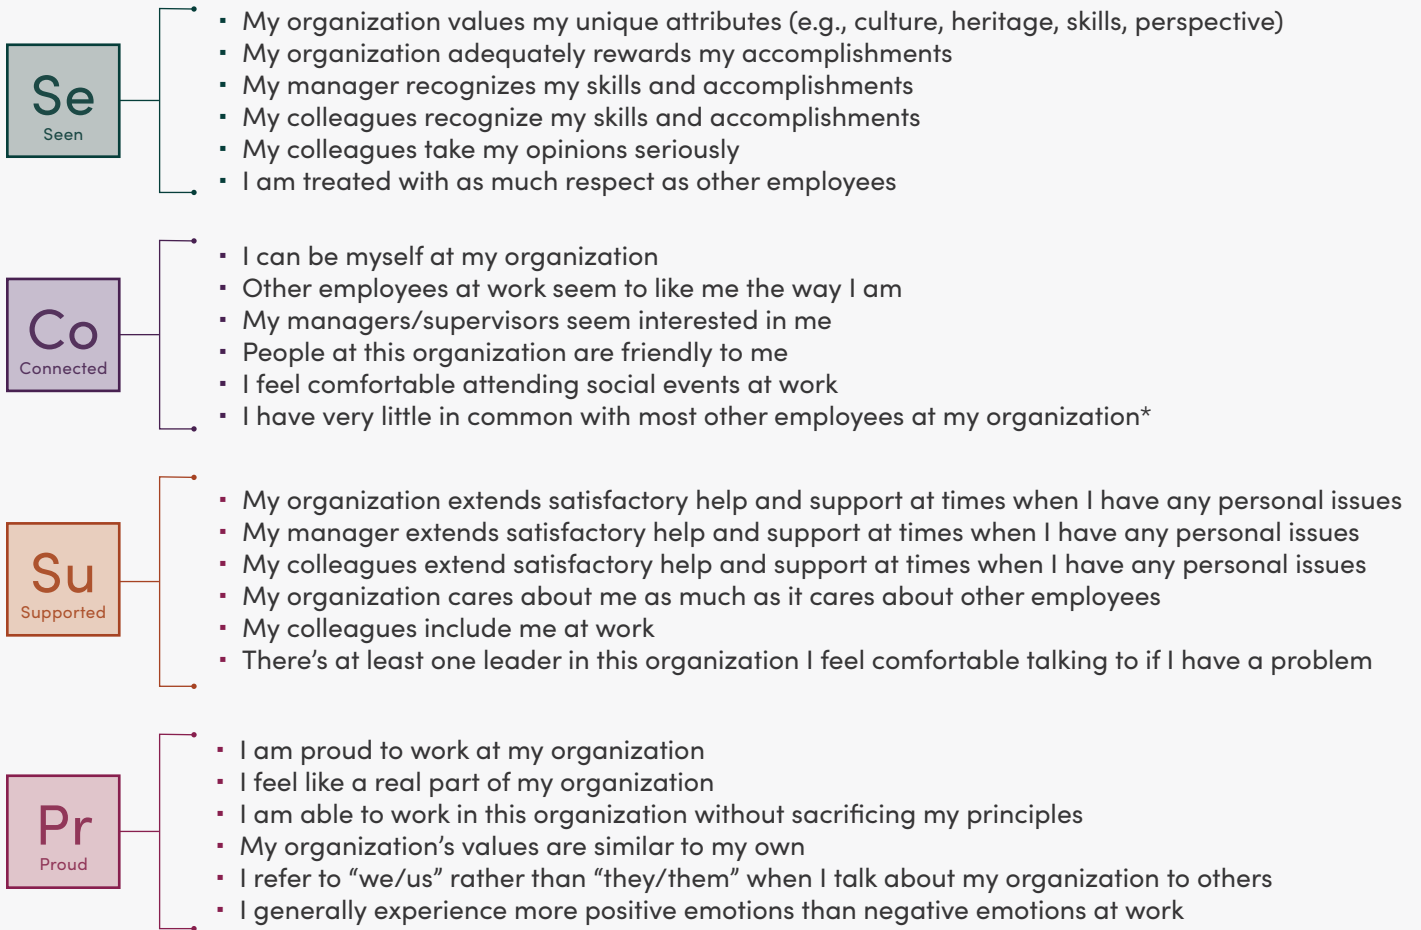 Se
Seen
▪ My organization values my unique attributes (e.g., culture, heritage, skills, perspective)
▪ My organization adequately rewards my accomplishments
▪ My manager recognizes my skills and accomplishments
▪ My colleagues recognize my skills and accomplishments
▪ My colleagues take my opinions seriously
▪ I am treated with as much respect as other employees
Co
Connected
▪ I can be myself at my organization
▪ Other employees at work seem to like me the way I am
▪ My managers/supervisors seem interested in me
▪ People at this organization are friendly to me
▪ I feel comfortable attending social events at work
▪ I have very little in common with most other employees at my organization*
Su
Supported
▪ My organization extends satisfactory help and support at times when I have any personal issues
▪ My manager extends satisfactory help and support at times when I have any personal issues
▪ My colleagues extend satisfactory help and support at times when I have any personal issues
▪ My organization cares about me as much as it cares about other employees
▪ My colleagues include me at work
▪ There’s at least one leader in this organization I feel comfortable talking to if I have a problem
Pr
Proud
▪ I am proud to work at my organization
▪ I feel like a real part of my organization
▪ I am able to work in this organization without sacrificing my principles
▪ My organization’s values are similar to my own
▪ I refer to “we/us” rather than “they/them” when I talk about my organization to others
▪ I generally experience more positive emotions than negative emotions at work